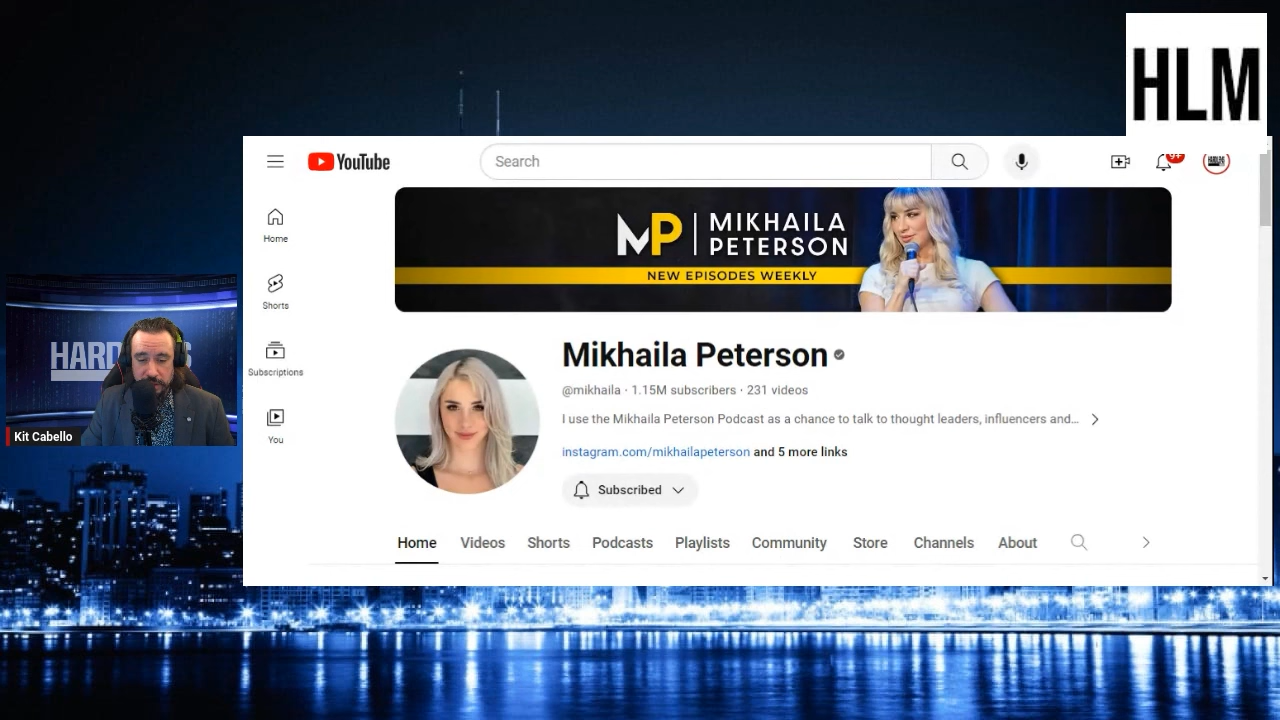 HLM
YouTube
Search
9+
Home
Shorts
Subscriptions
You
MP
MIKHAILA
PETERSON
NEW EPISODES WEEKLY
Mikhaila Peterson
@mikhaila · 1.15M subscribers · 231 videos
I use the Mikhaila Peterson Podcast as a chance to talk to thought leaders, influencers and...
instagram.com/mikhailapeterson and 5 more links
Subscribed
Home Videos Shorts Podcasts Playlists Community Store Channels About
HARD
S
Kit Cabello